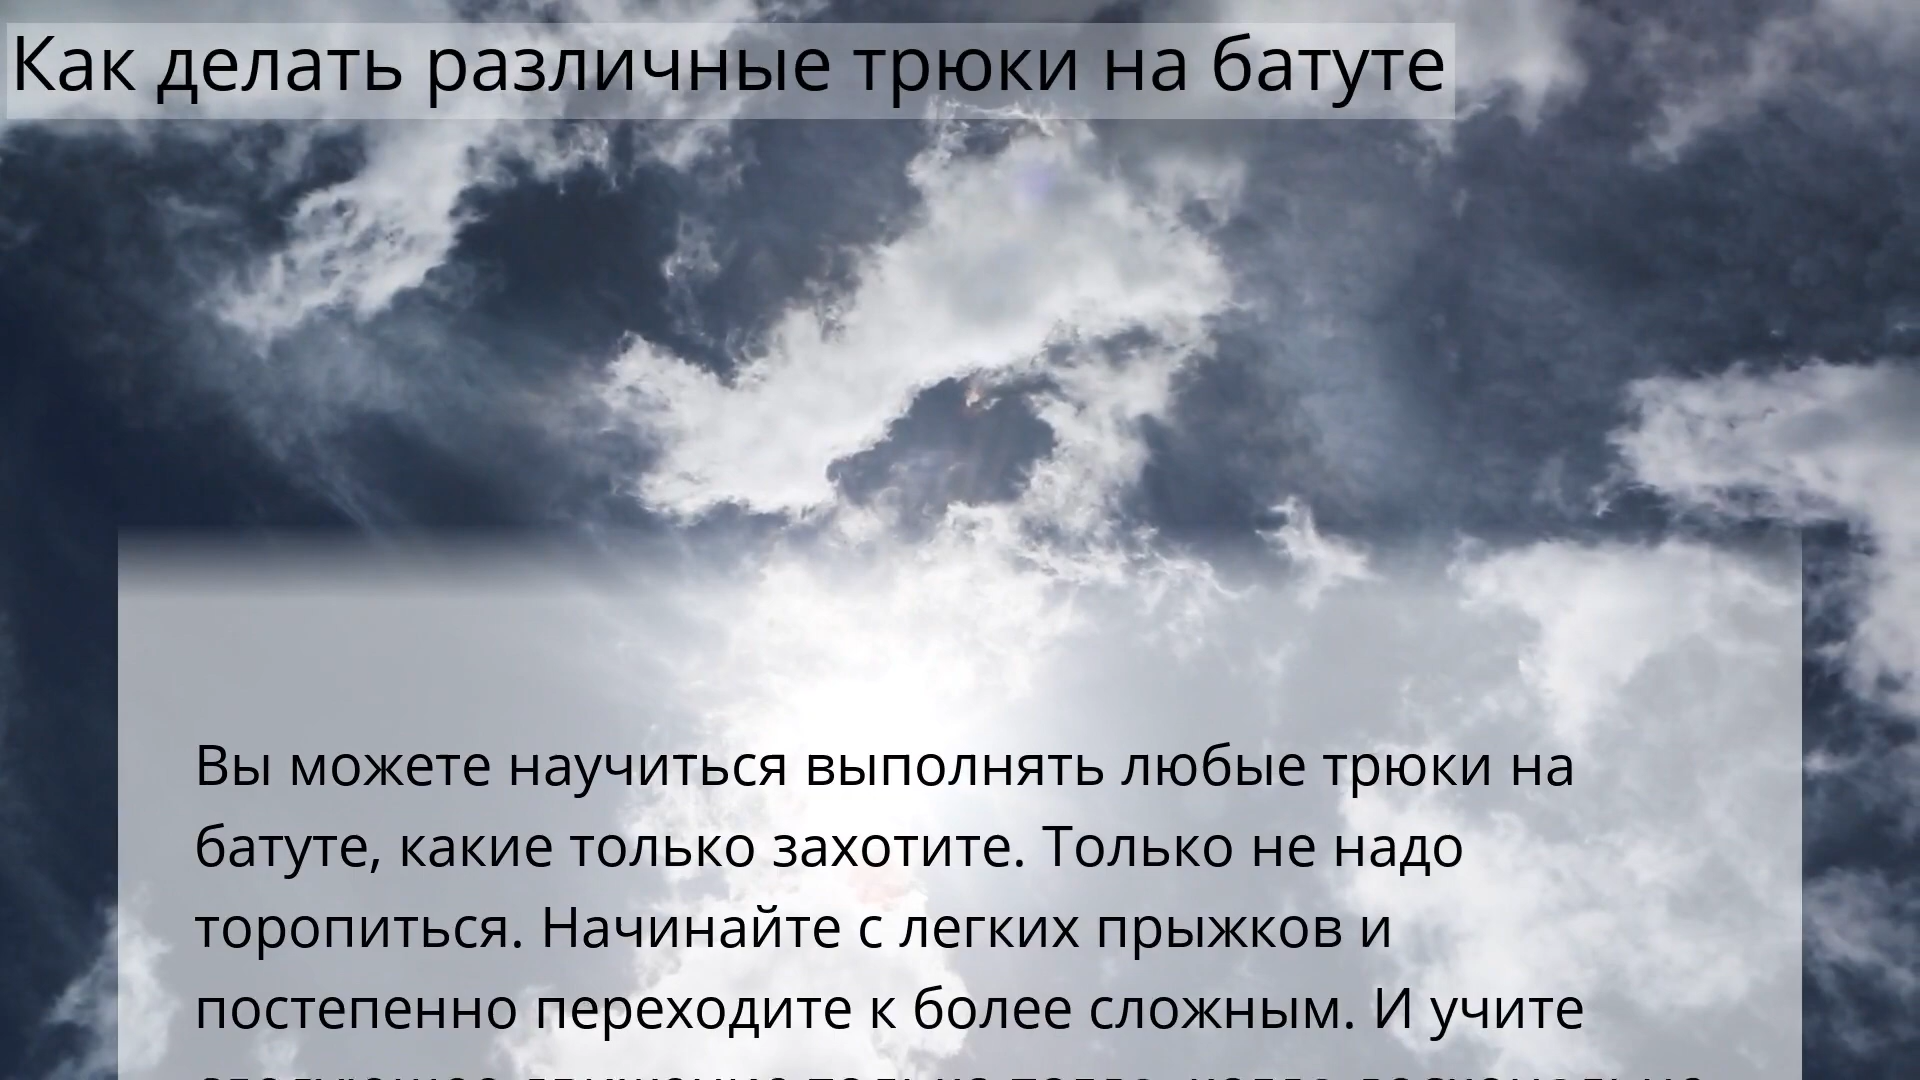 Как делать различные трюки на батуте
Вы можете научиться выполнять любые трюки на
батуте, какие только захотите. Только не надо
торопиться. Начинайте с легких прыжков и
постепенно переходите к более сложным. И учите